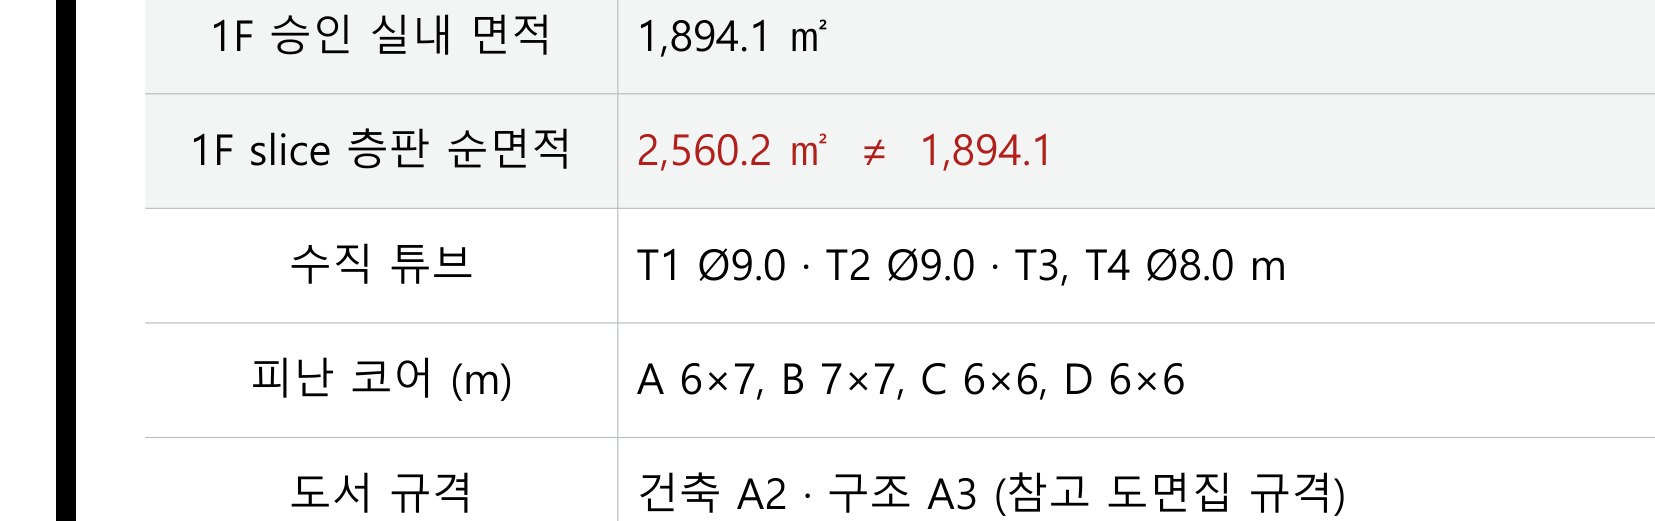 1F 승인 실내 면적 1,894.1 ㎡
1F slice 층판 순면적 2,560.2 ㎡ ≠ 1,894.1
수직 튜브 T1 Ø9.0 · T2 Ø9.0 · T3, T4 Ø8.0 m
피난 코어 (m) A 6×7, B 7×7, C 6×6, D 6×6
도서 규격 건축 A2 · 구조 A3 (참고 도면집 규격)